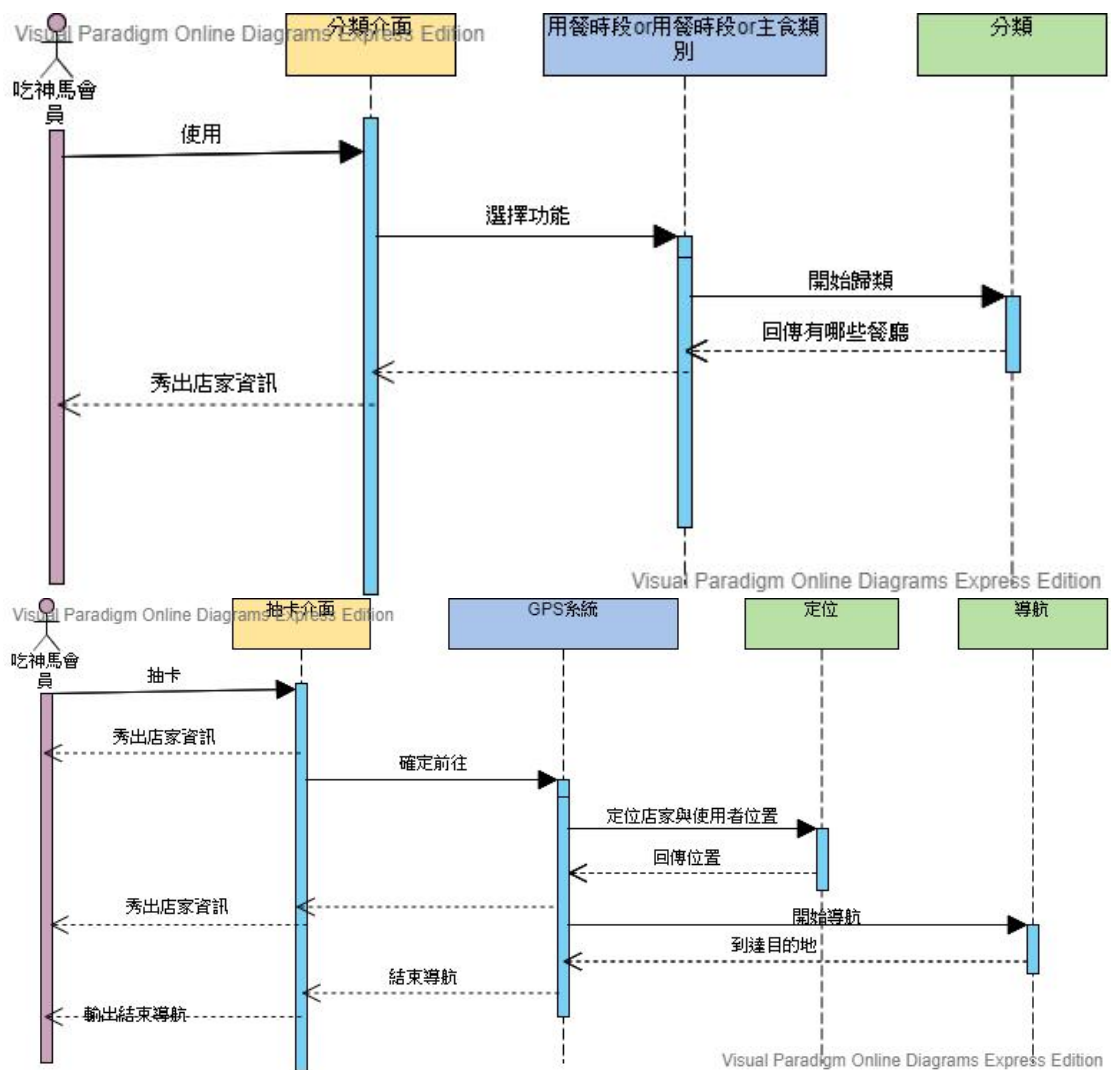 Visual Paradigm Online Diagrams Express Edition
吃神馬會
員
分類介面
用餐時段or用餐時段or主食類
別
分類
使用
選擇功能
開始歸類
回傳有哪些餐廳
秀出店家資訊
Visual Paradigm Online Diagrams Express Edition
Visual Paradigm Online Diagrams Express Edition
吃神馬會
員
抽卡介面
GPS系統
定位
導航
抽卡
秀出店家資訊
確定前往
定位店家與使用者位置
回傳位置
秀出店家資訊
開始導航
到達目的地
結束導航
輸出結束導航
Visual Paradigm Online Diagrams Express Edition